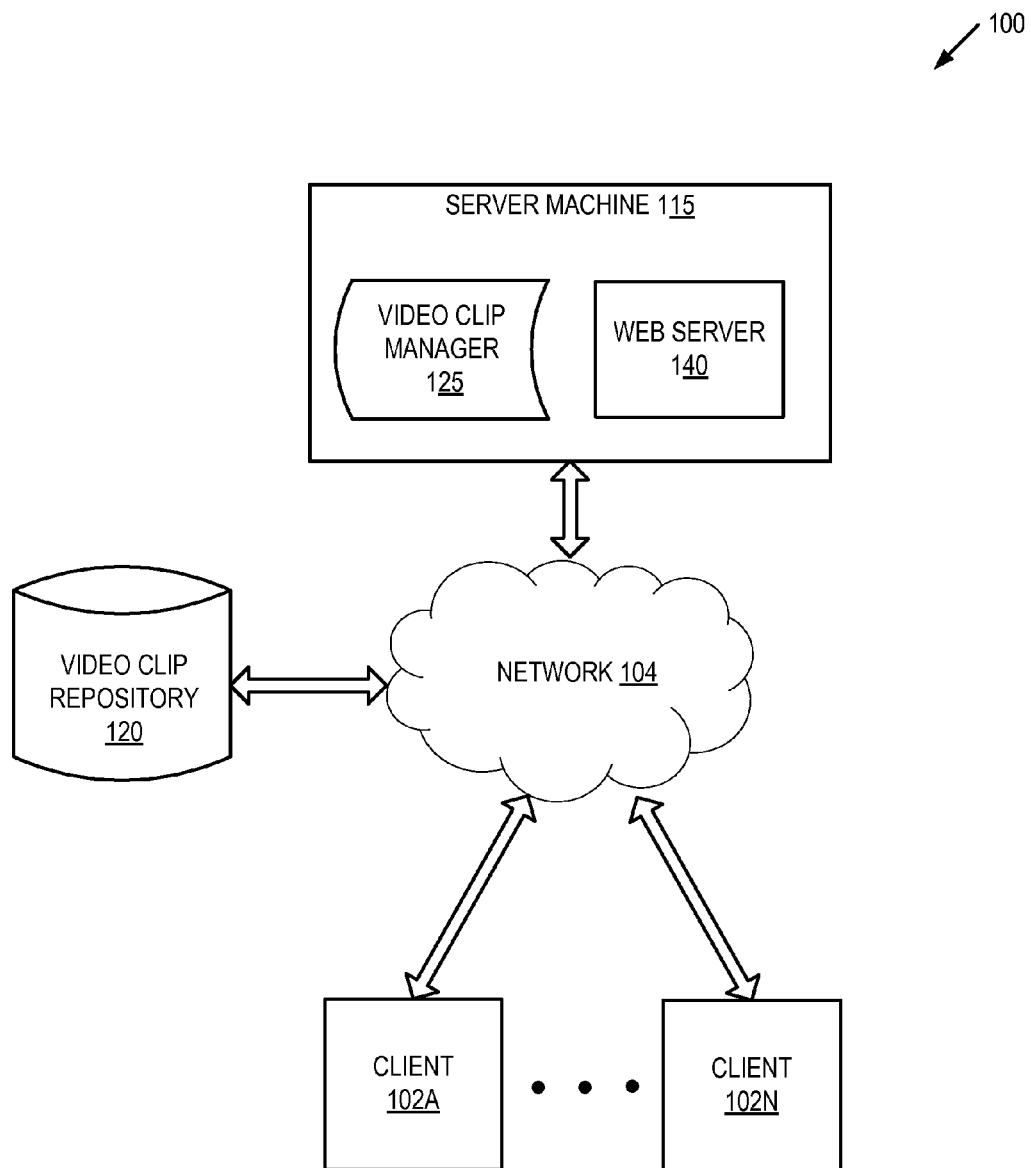 100
SERVER MACHINE 115
VIDEO CLIP
MANAGER
125
WEB SERVER
140
VIDEO CLIP
REPOSITORY
120
NETWORK 104
CLIENT
102A
CLIENT
102N